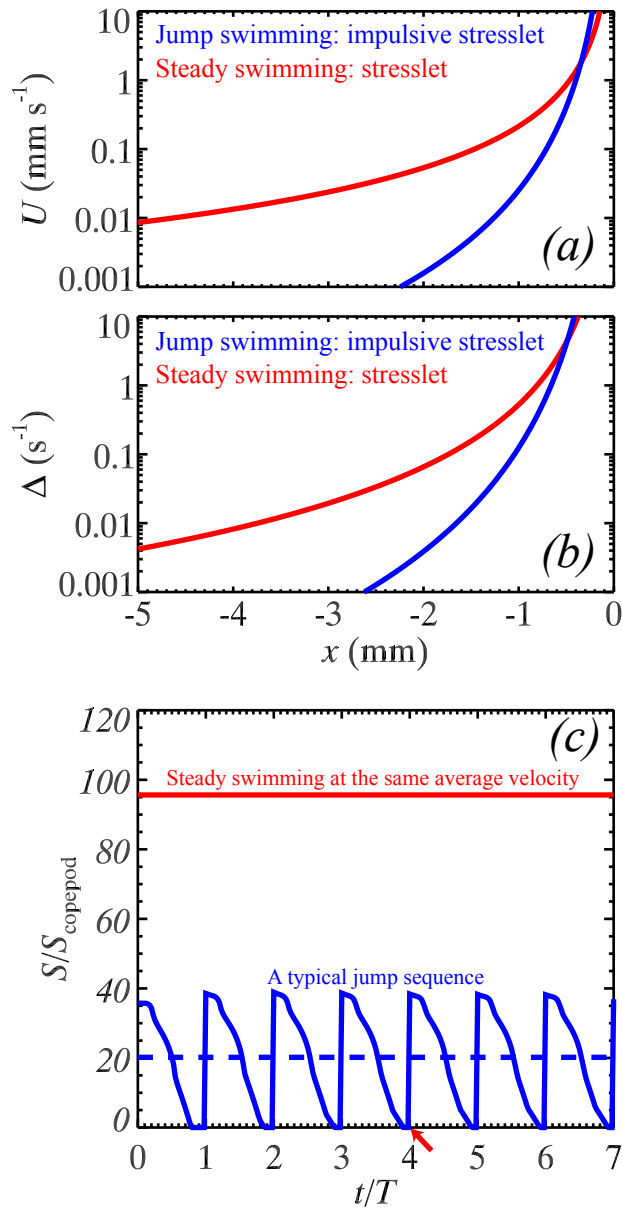 10
Jump swimming: impulsive stresslet
Steady swimming: stresslet
1
0.1
0.01
0.001
U (mm s⁻¹)
(a)
10
Jump swimming: impulsive stresslet
Steady swimming: stresslet
1
0.1
0.01
0.001
Δ (s⁻¹)
(b)
-5 -4 -3 -2 -1 0
x (mm)
120
(c)
100
Steady swimming at the same average velocity
80
60
S/S_copepod
40
A typical jump sequence
20
0
0 1 2 3 4 5 6 7
t/T